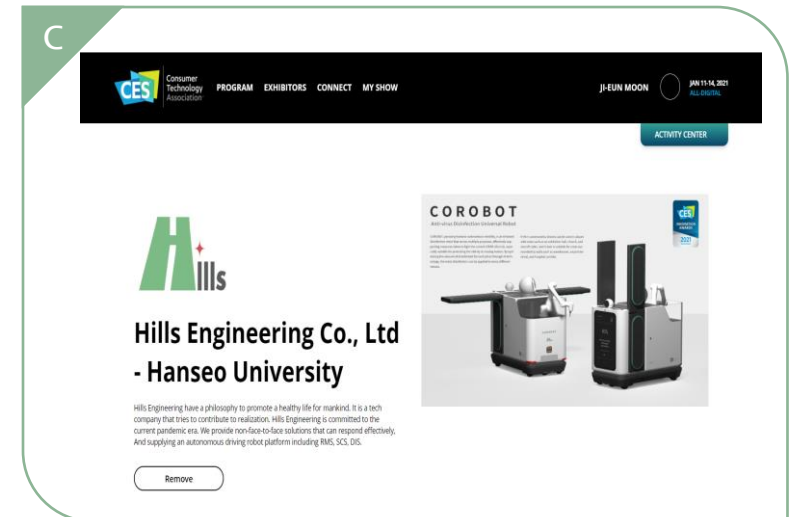 C
CES Consumer
Technology
Association
PROGRAM EXHIBITORS CONNECT MY SHOW
JI-EUN MOON
JAN 11-14, 2021
ALL-DIGITAL
ACTIVITY CENTER
Hills
Hills Engineering Co., Ltd
- Hanseo University
Hills Engineering have a philosophy to promote a healthy life for mankind. It is a tech
company that tries to contribute to realization. Hills Engineering is committed to the
current pandemic era. We provide non-face-to-face solutions that can respond effectively,
And supplying an autonomous driving robot platform including RMS, SCS, DIS.
Remove
COROBOT
Anti-virus Disinfection Universal Robot
CES
INNOVATION
AWARDS
2021